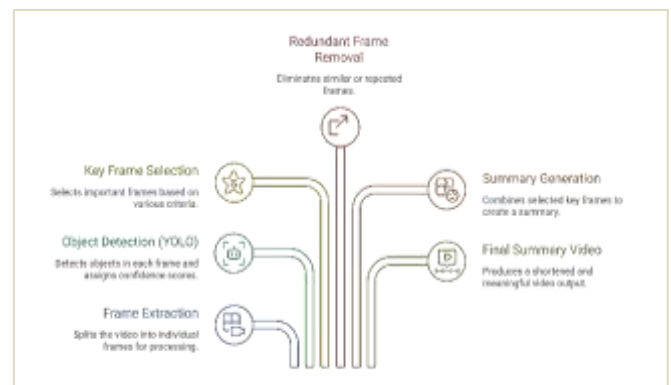 Redundant Frame
Removal
Eliminates similar or repeated
frames.
Key Frame Selection
Selects important frames based on
various criteria.
Object Detection (YOLO)
Detects objects in each frame and
assigns confidence scores.
Frame Extraction
Splits the video into individual
frames for processing.
Summary Generation
Combines selected key frames to
create a summary.
Final Summary Video
Produces a shortened and
meaningful video output.